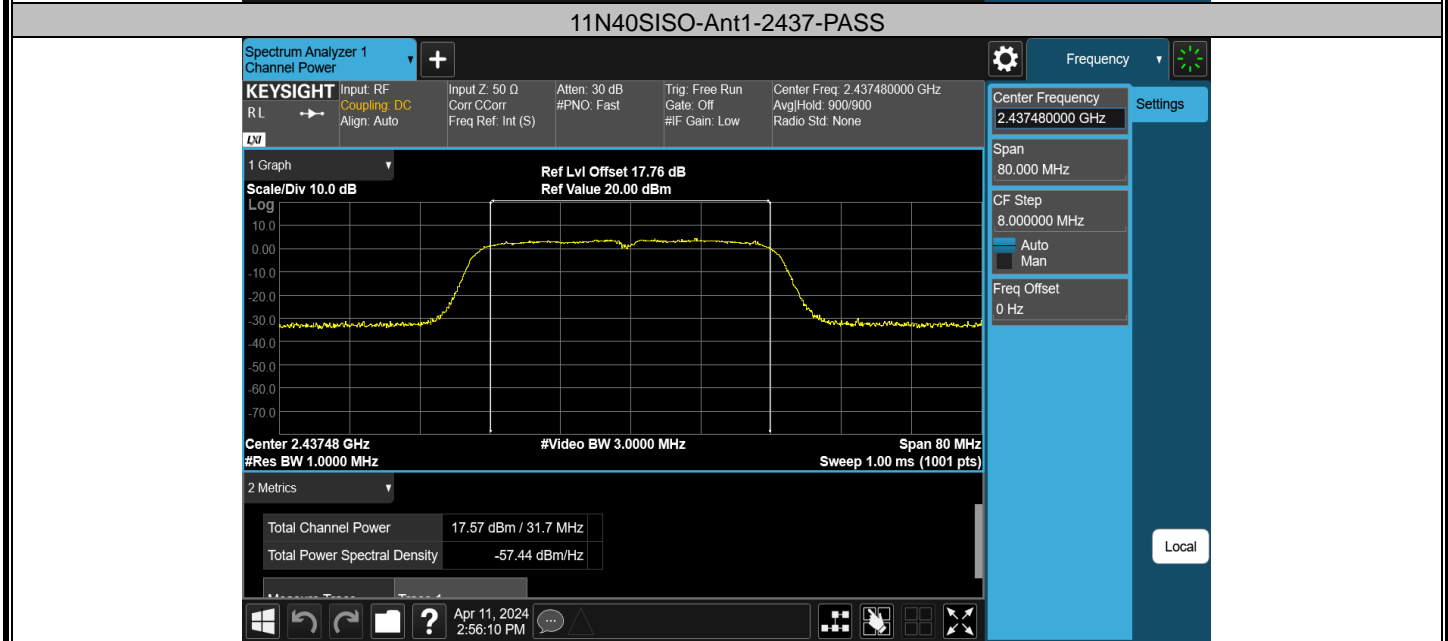 11N40SISO-Ant1-2437-PASS
Spectrum Analyzer 1
Channel Power
+
Frequency
KEYSIGHT
R L
LXI
Input: RF
Coupling: DC
Align: Auto
Input Z: 50 Ω
Corr CCorr
Freq Ref: Int (S)
Atten: 30 dB
#PNO: Fast
Trig: Free Run
Gate: Off
#IF Gain: Low
Center Freq: 2.437480000 GHz
Avg|Hold: 900/900
Radio Std: None
Center Frequency
2.437480000 GHz
Settings
Span
80.000 MHz
CF Step
8.000000 MHz
Auto
Man
Freq Offset
0 Hz
1 Graph
Scale/Div 10.0 dB
Ref Lvl Offset 17.76 dB
Ref Value 20.00 dBm
Log
10.0
0.00
-10.0
-20.0
-30.0
-40.0
-50.0
-60.0
-70.0
Center 2.43748 GHz
#Video BW 3.0000 MHz
Span 80 MHz
#Res BW 1.0000 MHz
Sweep 1.00 ms (1001 pts)
2 Metrics
Total Channel Power 17.57 dBm / 31.7 MHz
Total Power Spectral Density -57.44 dBm/Hz
Measure Trace Trace 1
Local
?
Apr 11, 2024
2:56:10 PM